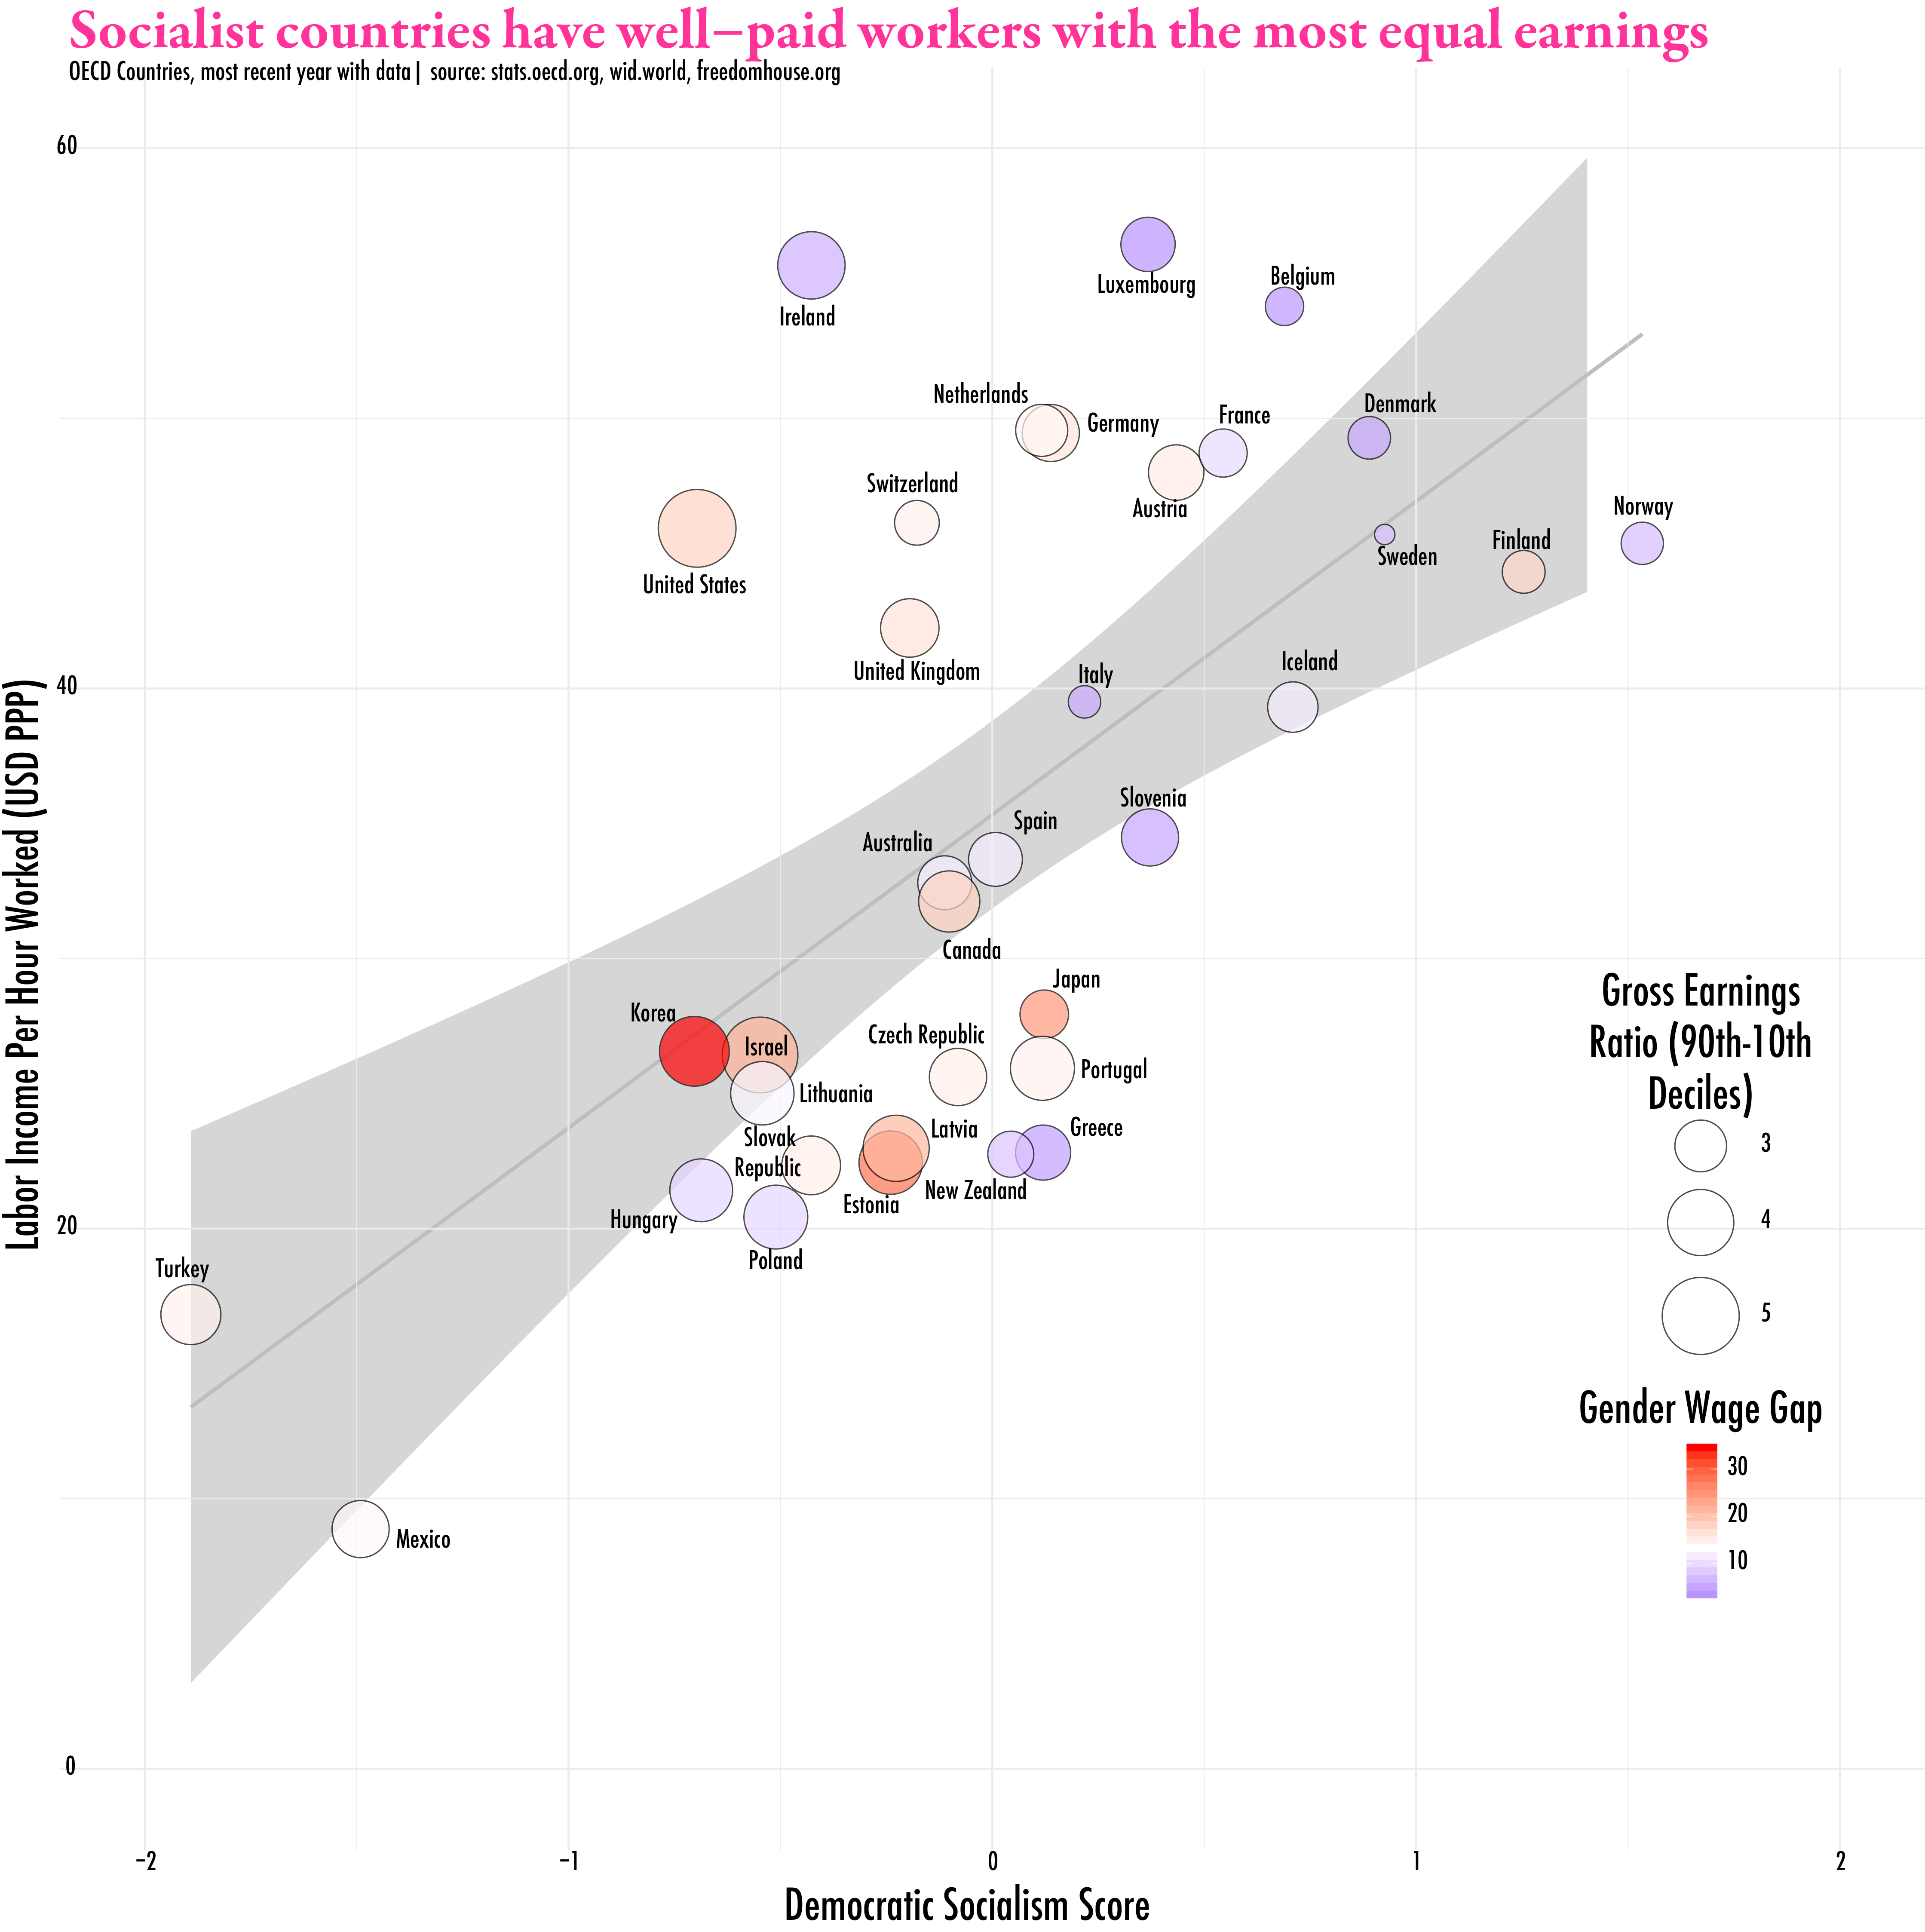 Socialist countries have well−paid workers with the most equal earnings
OECD Countries, most recent year with data | source: stats.oecd.org, wid.world, freedomhouse.org
Labor Income Per Hour Worked (USD PPP)
60
40
20
0
Ireland
Luxembourg
Belgium
Netherlands
Germany
France
Denmark
Switzerland
Austria
Norway
United States
Sweden
Finland
United Kingdom
Italy
Iceland
Slovenia
Spain
Australia
Canada
Japan
Korea
Israel
Czech Republic
Portugal
Lithuania
Slovak
Republic
Latvia
Greece
Hungary
Estonia
New Zealand
Poland
Turkey
Mexico
Gross Earnings
Ratio (90th-10th
Deciles)
3
4
5
Gender Wage Gap
30
20
10
−2
−1
0
1
2
Democratic Socialism Score